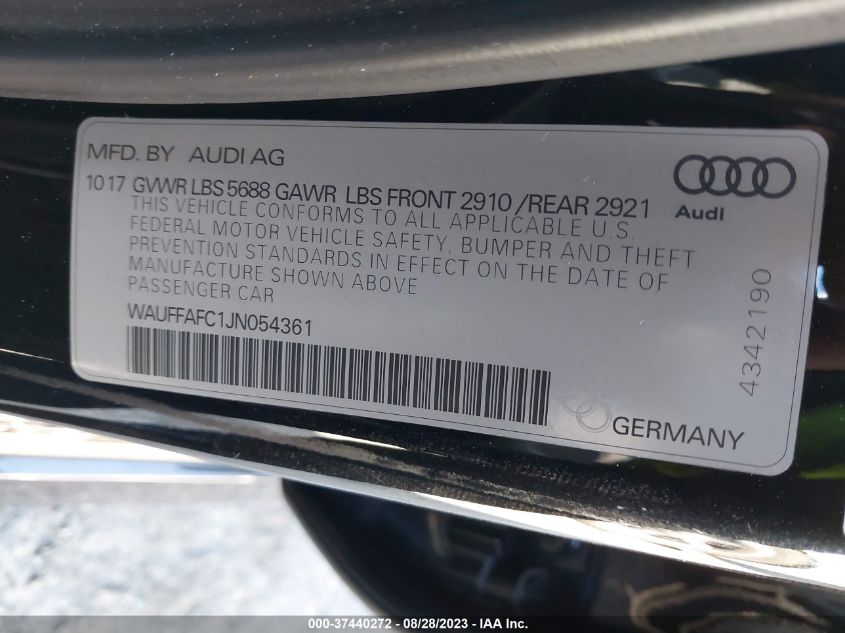 MFD. BY AUDI AG
10 17 GVWR LBS 5688 GAWR LBS FRONT 2910 /REAR 2921
THIS VEHICLE CONFORMS TO ALL APPLICABLE U.S.
FEDERAL MOTOR VEHICLE SAFETY, BUMPER AND THEFT
PREVENTION STANDARDS IN EFFECT ON THE DATE OF
MANUFACTURE SHOWN ABOVE
PASSENGER CAR
WAUFFAFC1JN054361
Audi
4342190
GERMANY
000-37440272 - 08/28/2023 - IAA Inc.